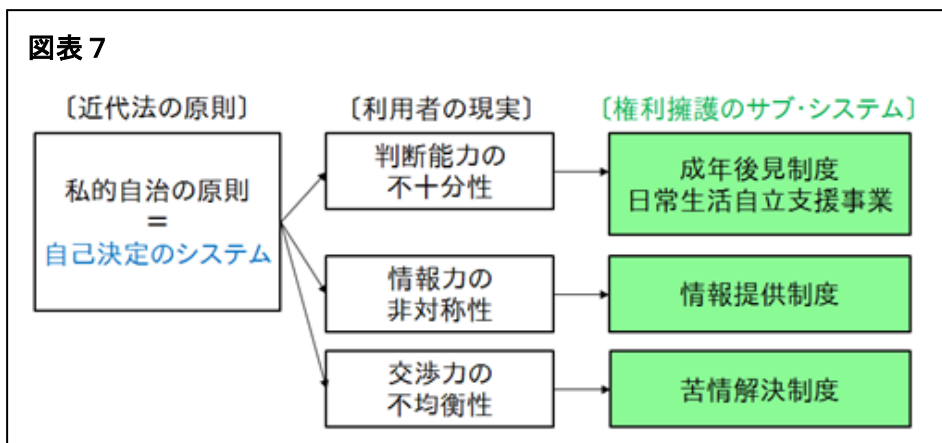 図表７
〔近代法の原則〕
私的自治の原則
＝
自己決定のシステム
〔利用者の現実〕
判断能力の
不十分性
情報力の
非対称性
交渉力の
不均衡性
〔権利擁護のサブ・システム〕
成年後見制度
日常生活自立支援事業
情報提供制度
苦情解決制度